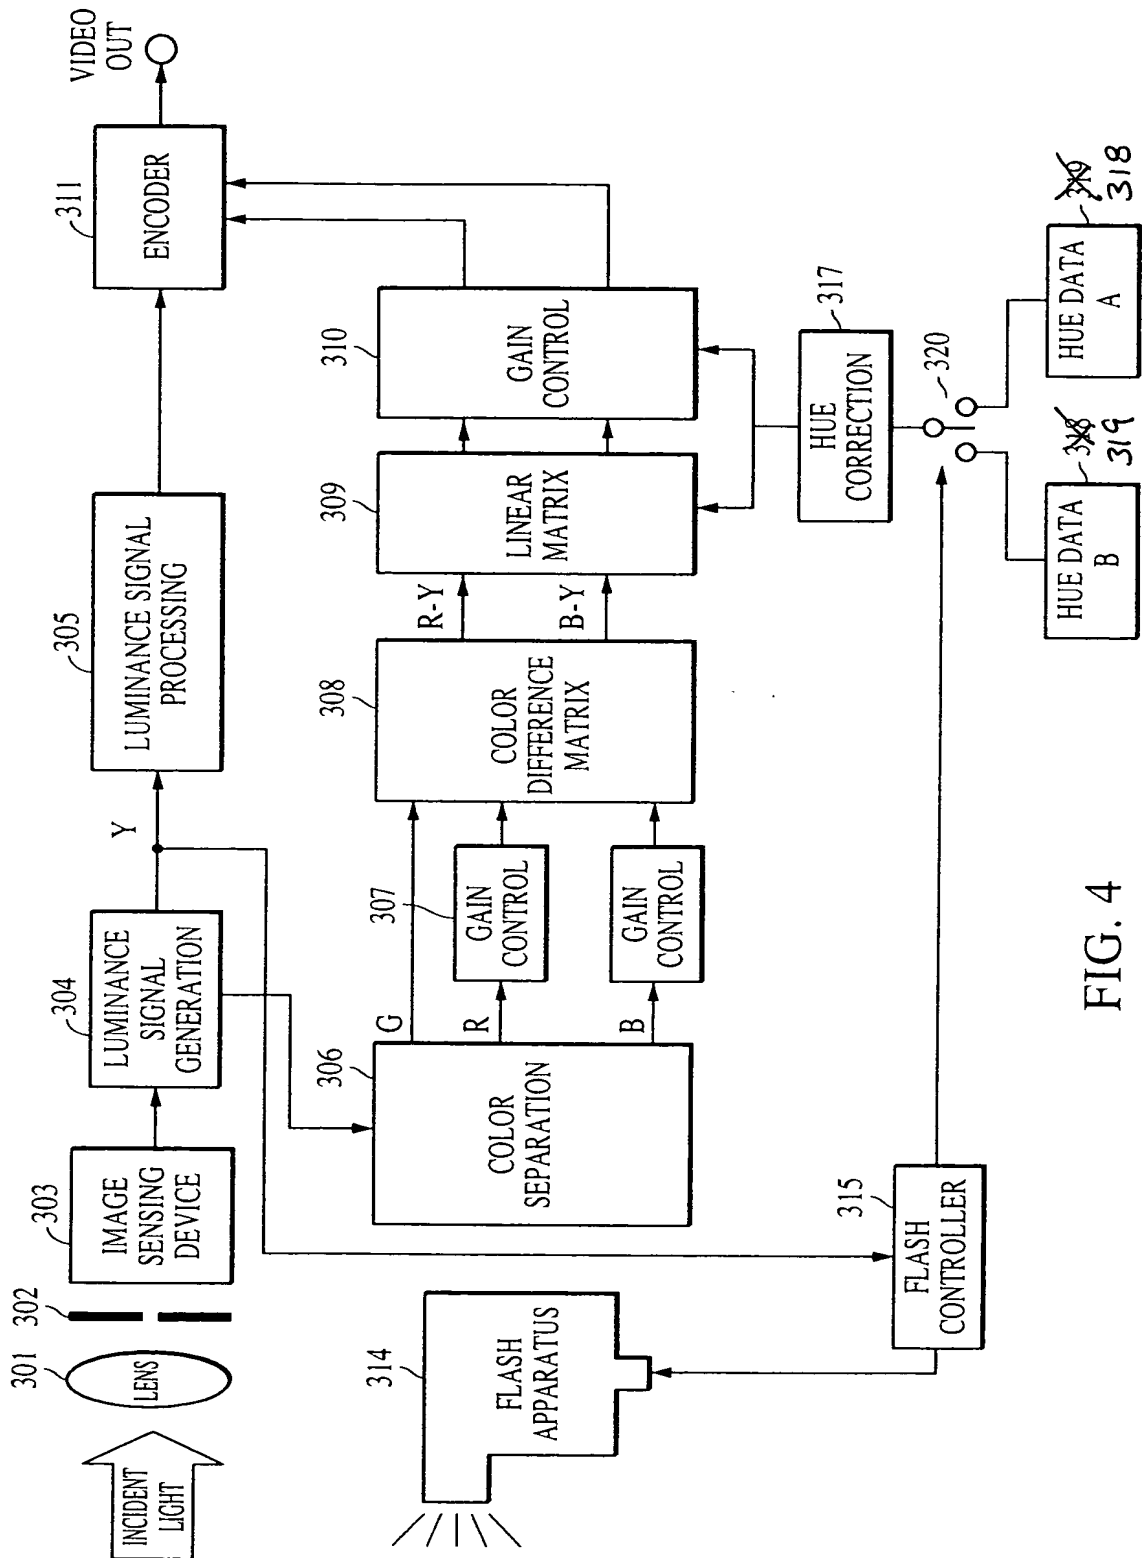 INCIDENT
LIGHT
301
LENS
302
303
IMAGE
SENSING
DEVICE
304
LUMINANCE
SIGNAL
GENERATION
Y
305
LUMINANCE SIGNAL
PROCESSING
311
ENCODER
VIDEO
OUT
306
COLOR
SEPARATION
G
R
B
307
GAIN
CONTROL
GAIN
CONTROL
308
COLOR
DIFFERENCE
MATRIX
R-Y
B-Y
309
LINEAR
MATRIX
310
GAIN
CONTROL
314
FLASH
APPARATUS
315
FLASH
CONTROLLER
317
HUE
CORRECTION
320
318
319
HUE DATA
B
319
318
HUE DATA
A
FIG. 4